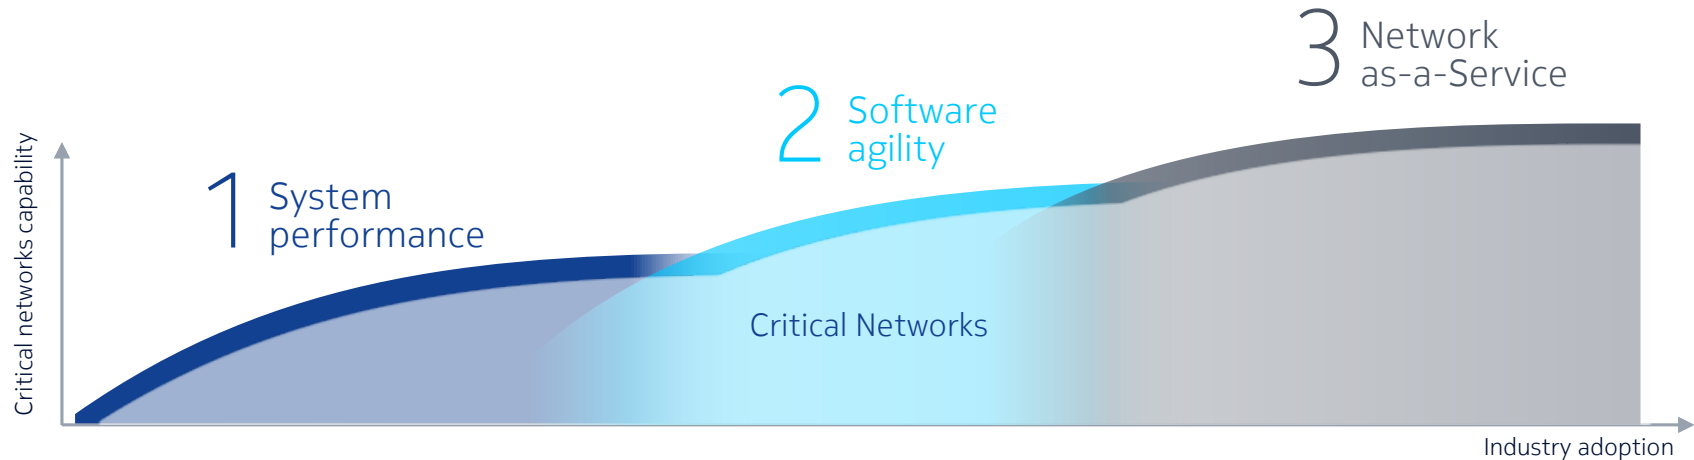 1
System
performance
2
Software
agility
3
Network
as-a-Service
Critical networks capability
Critical Networks
Industry adoption